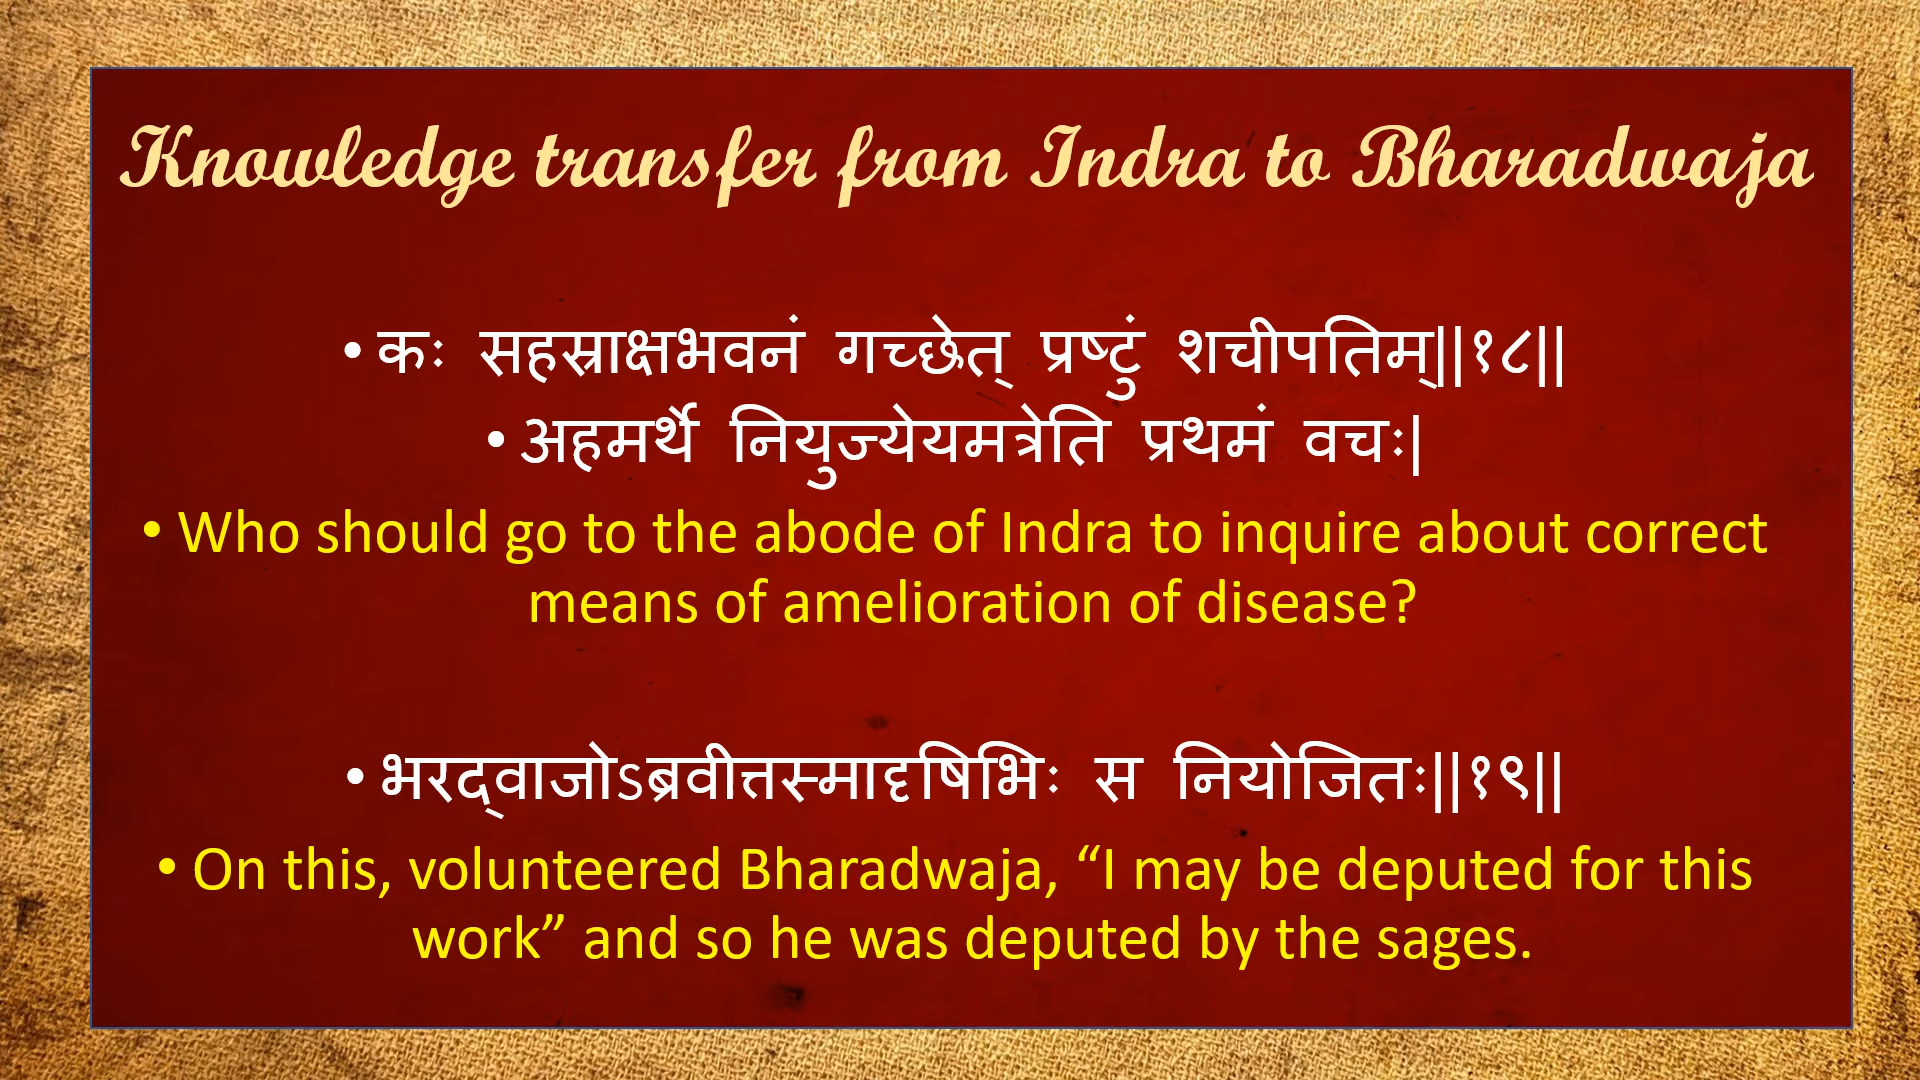 Knowledge transfer from Indra to Bharadwaja
• कः सहस्राक्षभवनं गच्छेत् प्रष्टुं शचीपतिम्||१८||
• अहमर्थे नियुज्येयमत्रेति प्रथमं वचः|
• Who should go to the abode of Indra to inquire about correct
means of amelioration of disease?
• भरद्वाजोऽब्रवीत्तस्मादृषिभिः स नियोजितः||१९||
• On this, volunteered Bharadwaja, “I may be deputed for this
work” and so he was deputed by the sages.